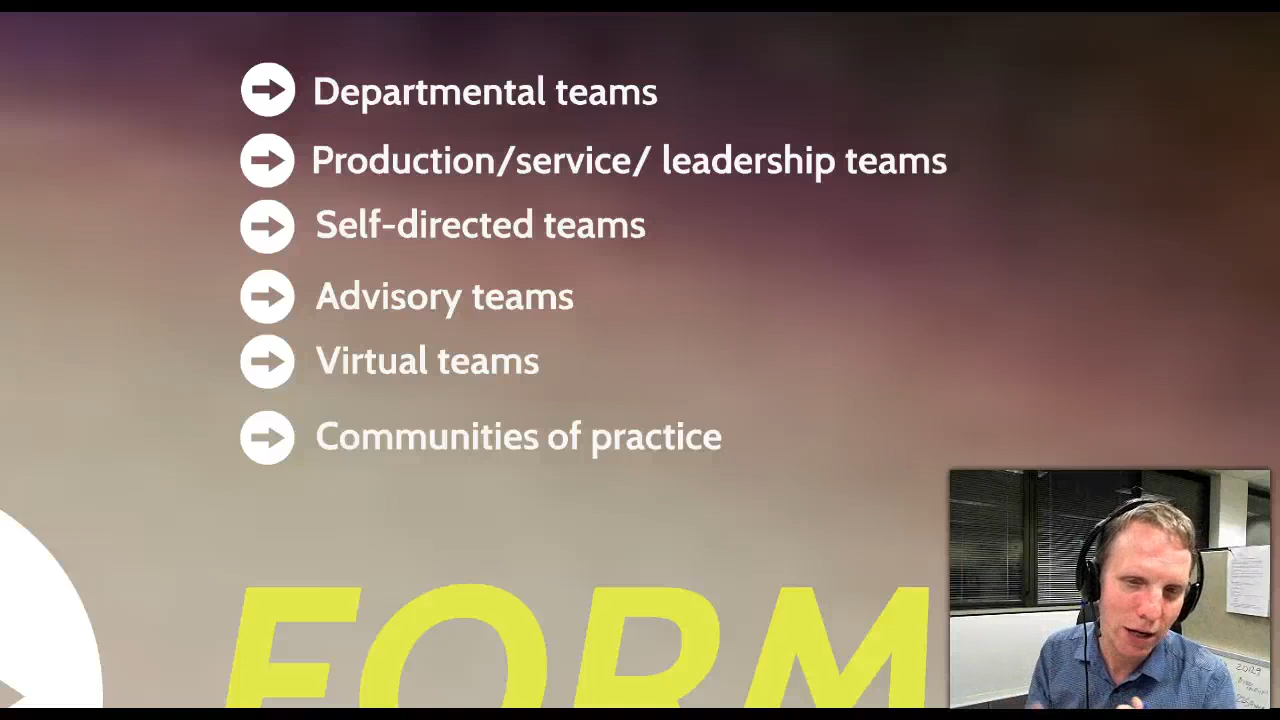 Departmental teams
Production/service/ leadership teams
Self-directed teams
Advisory teams
Virtual teams
Communities of practice
FORM